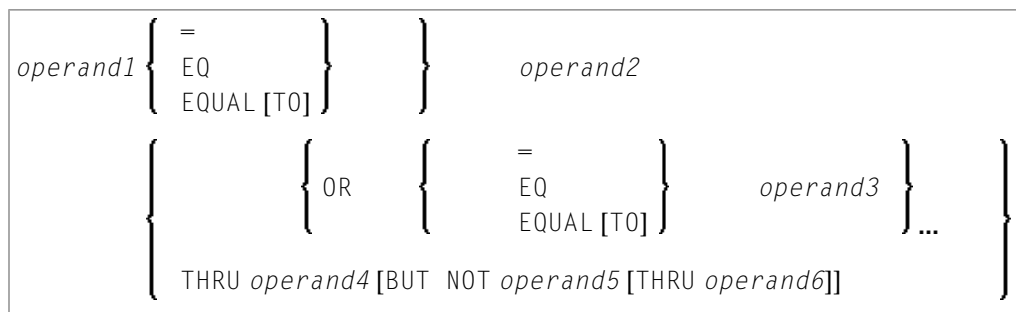 =
operand1 EQ operand2
EQUAL [TO]
=
OR EQ operand3
EQUAL [TO] ...
THRU operand4 [BUT NOT operand5 [THRU operand6]]